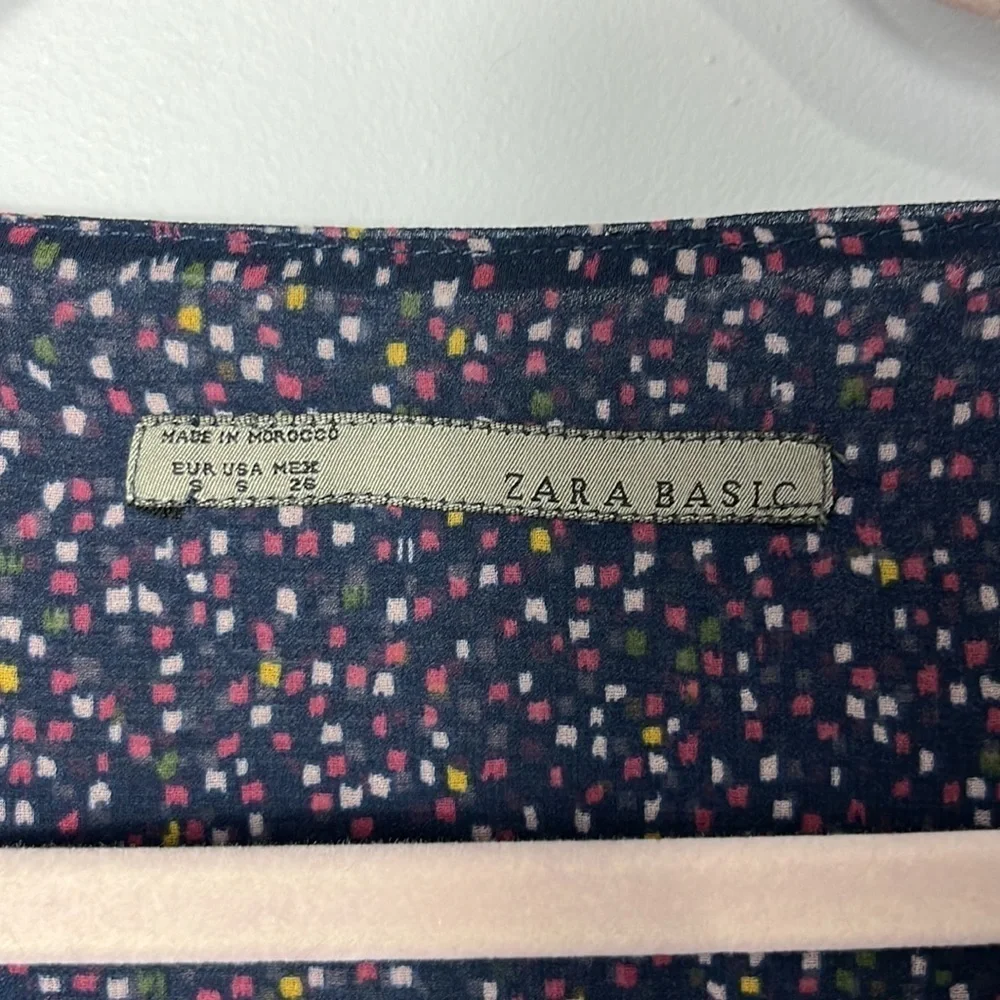 MADE IN MOROCCO
EUR USA MEX
S S 26
ZARA BASIC